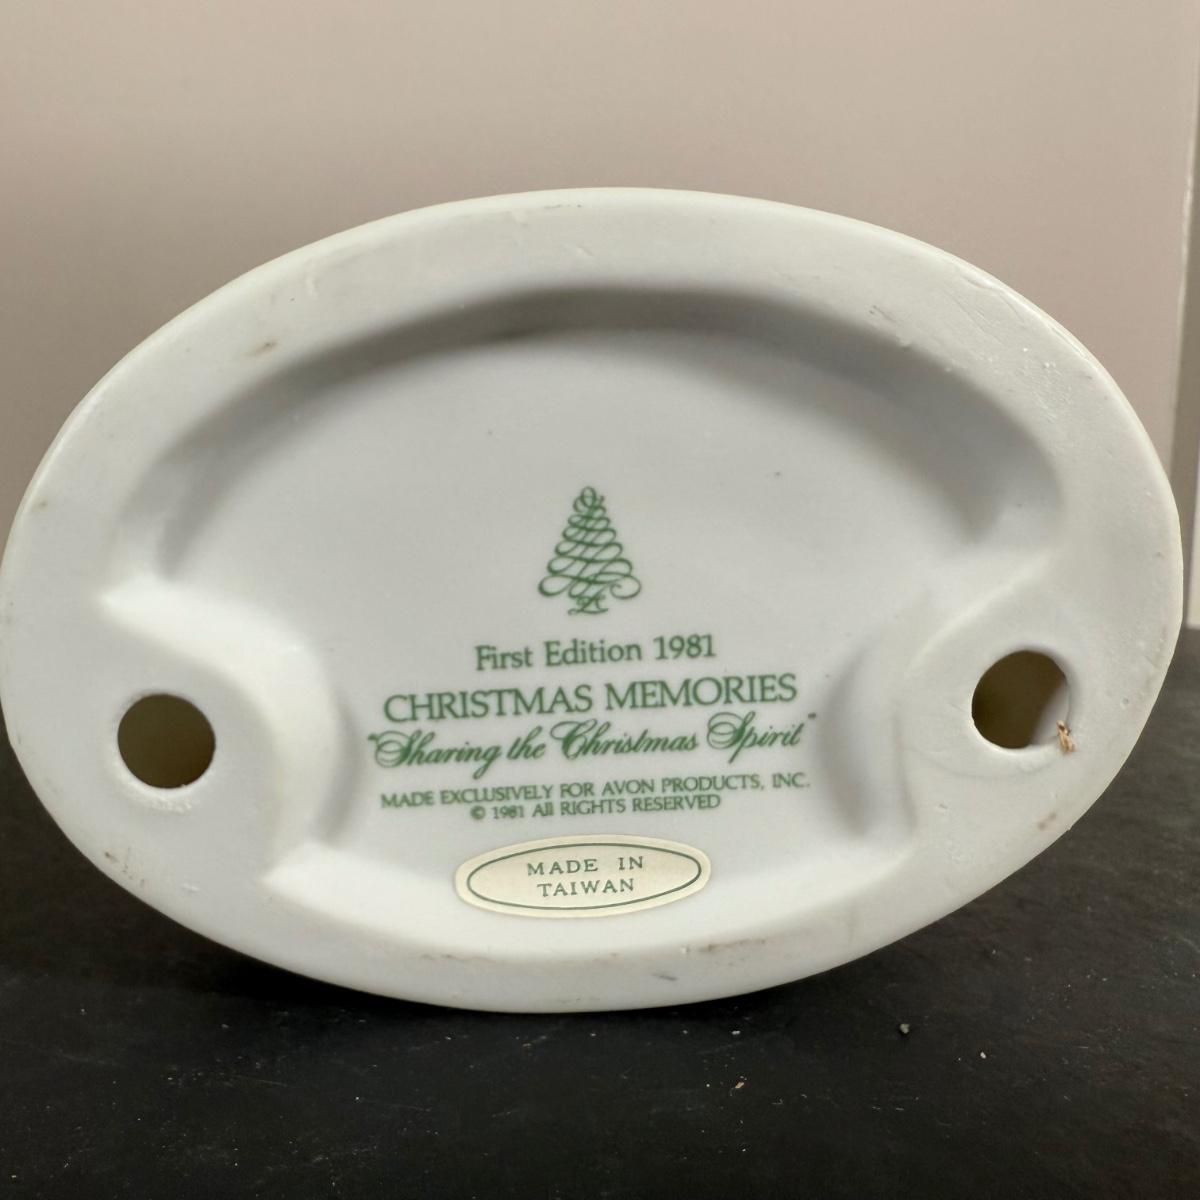 First Edition 1981
CHRISTMAS MEMORIES
"Sharing the Christmas Spirit"
MADE EXCLUSIVELY FOR AVON PRODUCTS, INC.
© 1981 All RIGHTS RESERVED
MADE IN
TAIWAN